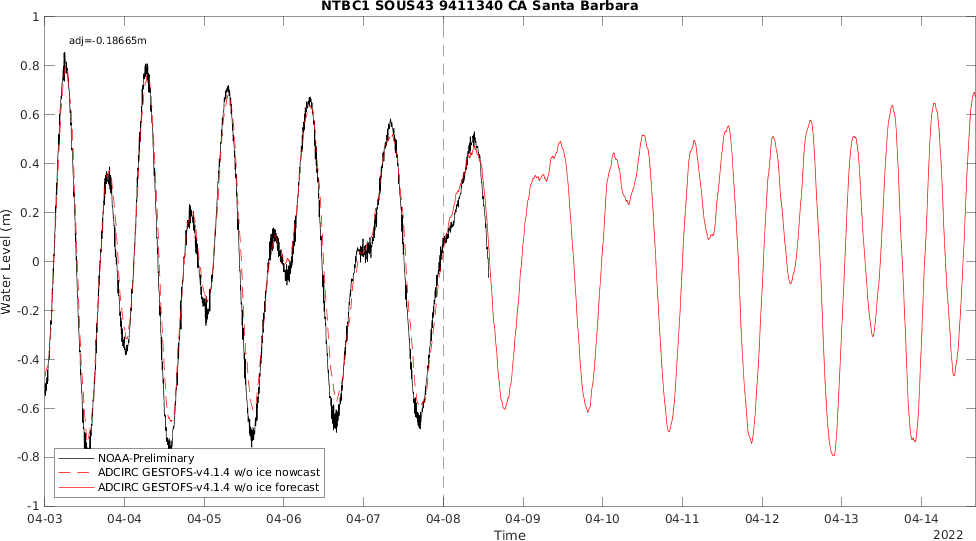 NTBC1 SOUS43 9411340 CA Santa Barbara
adj=-0.18665m
Water Level (m)
1
0.8
0.6
0.4
0.2
0
-0.2
-0.4
-0.6
-0.8
-1
NOAA-Preliminary
ADCIRC GESTOFS-v4.1.4 w/o ice nowcast
ADCIRC GESTOFS-v4.1.4 w/o ice forecast
04-03 04-04 04-05 04-06 04-07 04-08 04-09 04-10 04-11 04-12 04-13 04-14
Time
2022